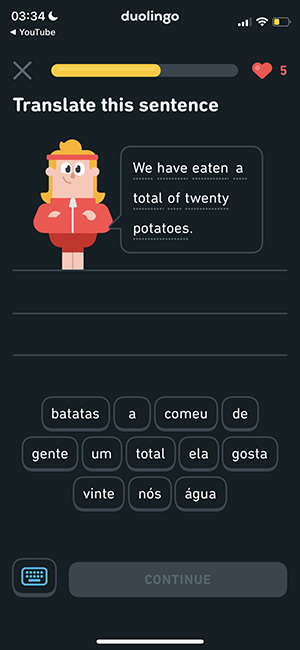 03:34
duolingo
◀ YouTube
5
Translate this sentence
We have eaten a
total of twenty
potatoes.
batatas a comeu de
gente um total ela gosta
vinte nós água
CONTINUE